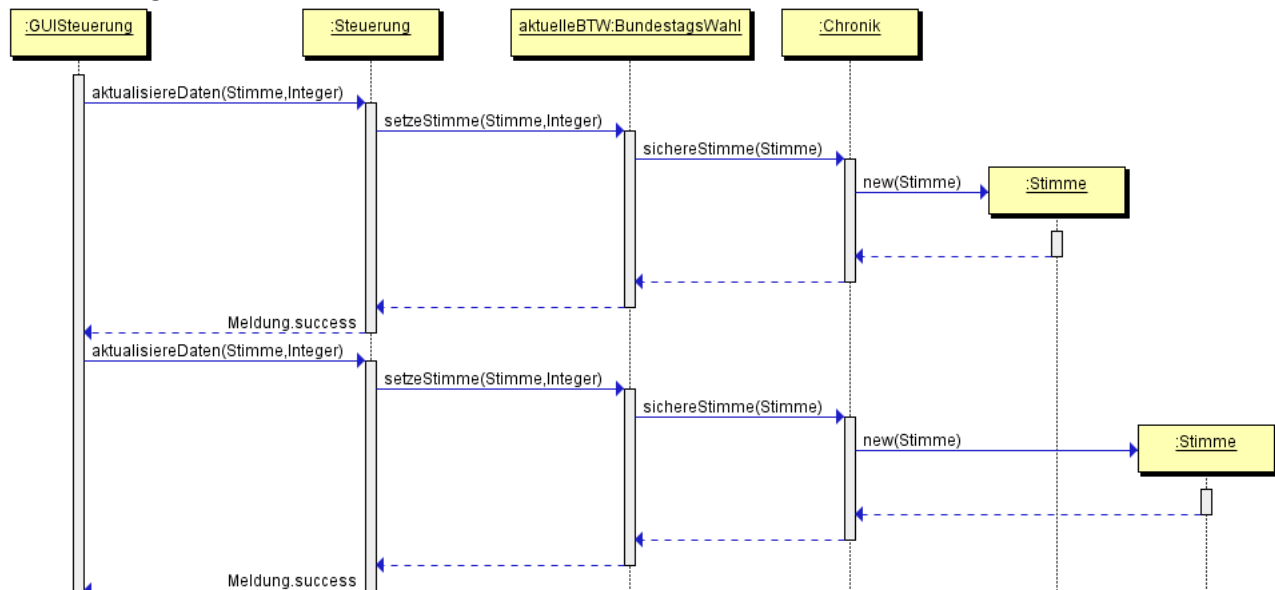 :GUISteuerung
:Steuerung
aktuelleBTW:BundestagsWahl
:Chronik
aktualisiereDaten(Stimme,Integer)
setzeStimme(Stimme,Integer)
sichereStimme(Stimme)
new(Stimme)
:Stimme
Meldung.success
aktualisiereDaten(Stimme,Integer)
setzeStimme(Stimme,Integer)
sichereStimme(Stimme)
new(Stimme)
:Stimme
Meldung.success